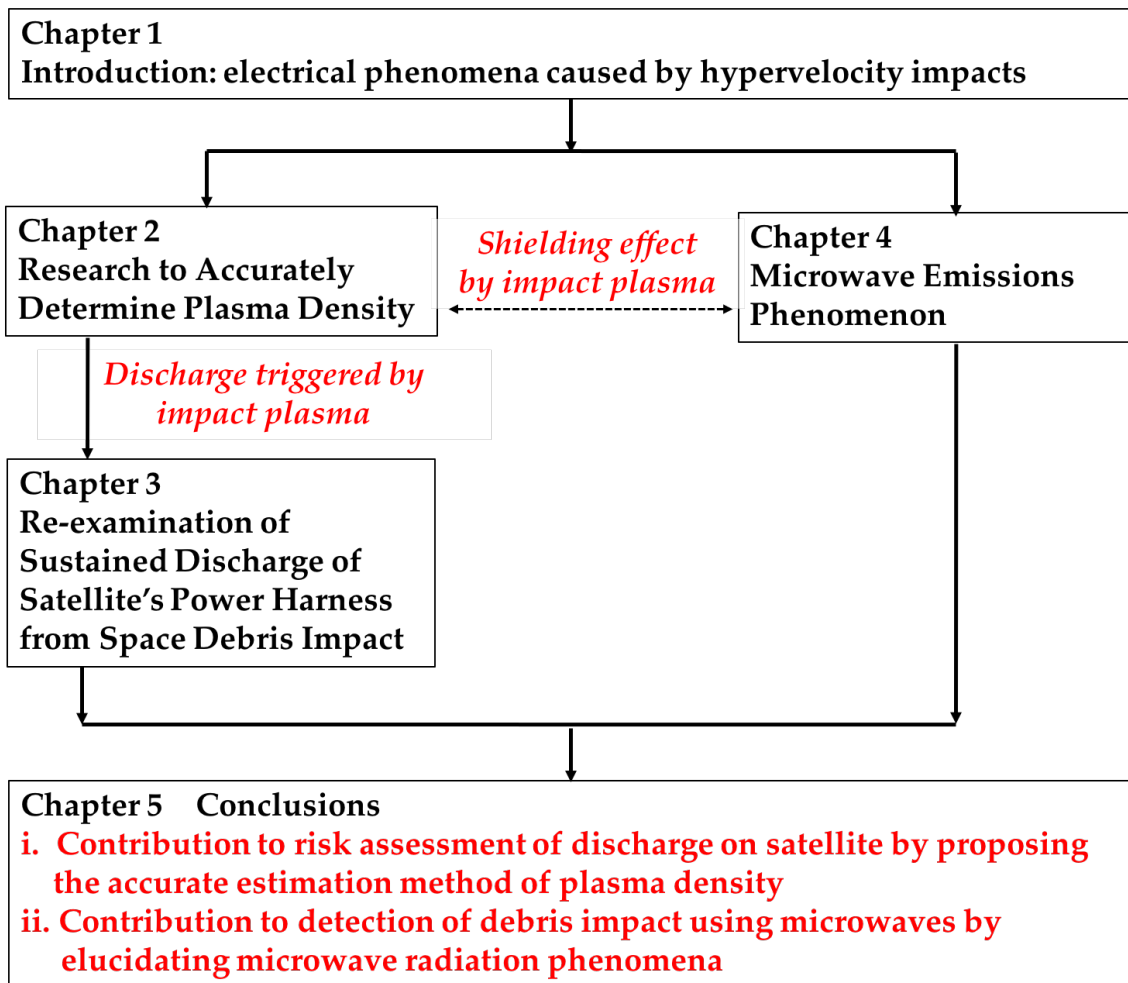 Chapter 1
Introduction: electrical phenomena caused by hypervelocity impacts
Chapter 2
Research to Accurately
Determine Plasma Density
Shielding effect
by impact plasma
Chapter 4
Microwave Emissions
Phenomenon
Discharge triggered by
impact plasma
Chapter 3
Re-examination of
Sustained Discharge of
Satellite’s Power Harness
from Space Debris Impact
Chapter 5 Conclusions
i. Contribution to risk assessment of discharge on satellite by proposing
the accurate estimation method of plasma density
ii. Contribution to detection of debris impact using microwaves by
elucidating microwave radiation phenomena